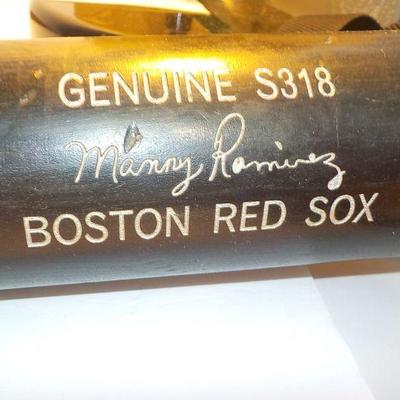 GENUINE S318
Manny Ramirez
BOSTON RED SOX